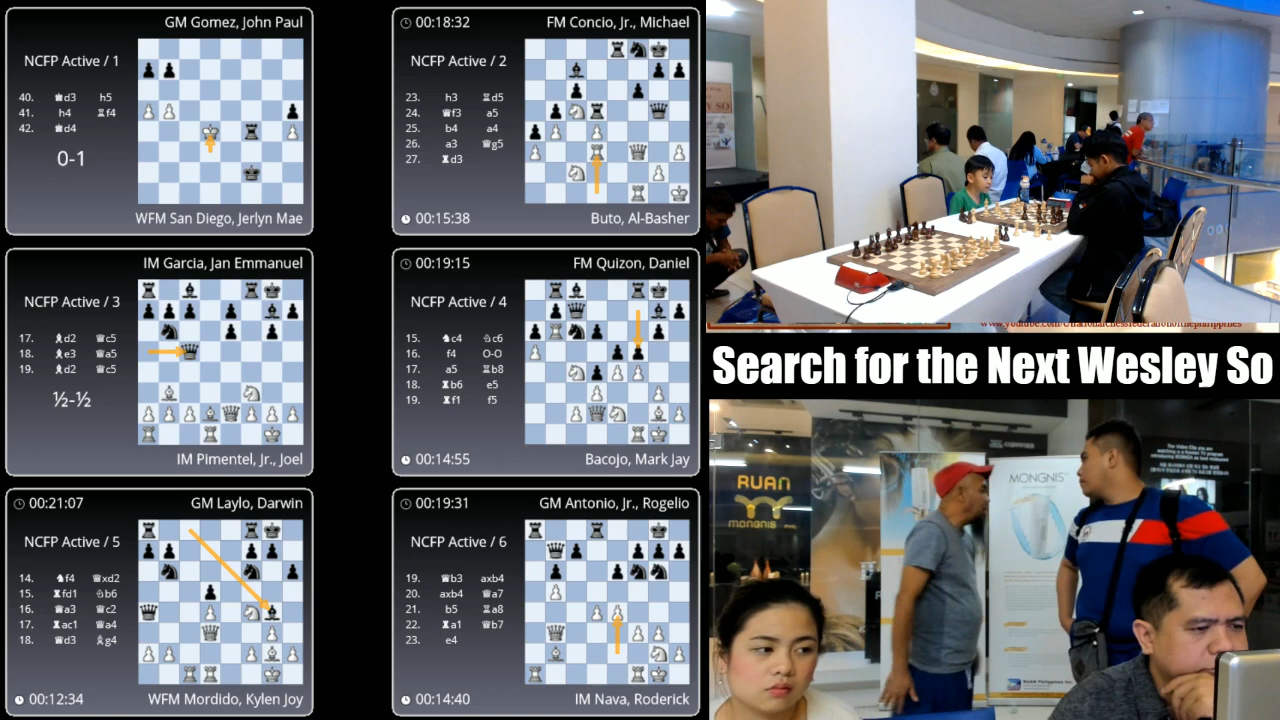 GM Gomez, John Paul
NCFP Active / 1
40. ♛d3 h5
41. h4 ♖f4
42. ♛d4
0-1
WFM San Diego, Jerlyn Mae
00:18:32 FM Concio, Jr., Michael
NCFP Active / 2
23. h3 ♖d5
24. ♕f3 a5
25. b4 a4
26. a3 ♕g5
27. ♜d3
00:15:38 Buto, Al-Basher
IM Garcia, Jan Emmanuel
NCFP Active / 3
17. ♝d2 ♕c5
18. ♝e3 ♕a5
19. ♝d2 ♕c5
½-½
IM Pimentel, Jr., Joel
00:19:15 FM Quizon, Daniel
NCFP Active / 4
15. ♞c4 ♘c6
16. f4 O-O
17. a5 ♖b8
18. ♜b6 e5
19. ♜f1 f5
00:14:55 Bacojo, Mark Jay
00:21:07 GM Laylo, Darwin
NCFP Active / 5
14. ♞f4 ♕xd2
15. ♜fd1 ♘b6
16. ♛a3 ♕c2
17. ♜ac1 ♕a4
18. ♛d3 ♗g4
00:12:34 WFM Mordido, Kylen Joy
00:19:31 GM Antonio, Jr., Rogelio
NCFP Active / 6
19. ♛b3 axb4
20. axb4 ♕a7
21. b5 ♖a8
22. ♜a1 ♕b7
23. e4
00:14:40 IM Nava, Roderick
Search for the Next Wesley So
RUAN
MONGNIS
MONGNIS